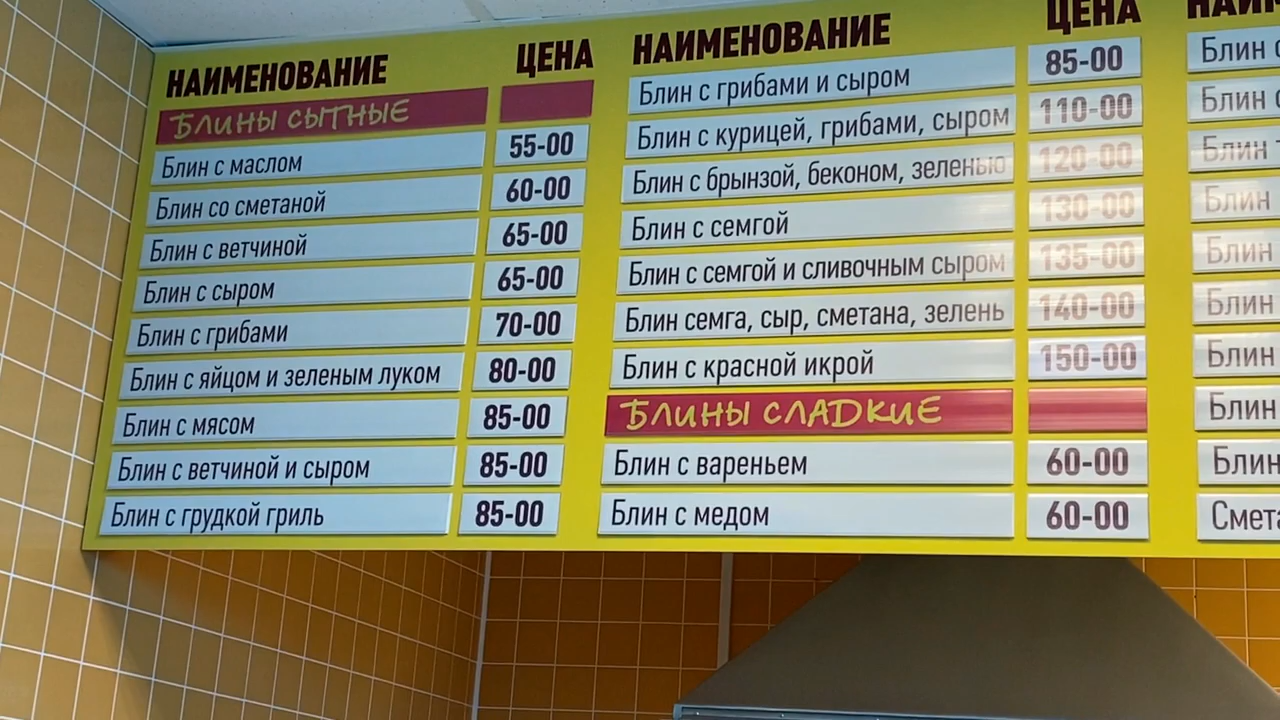 НАИМЕНОВАНИЕ ЦЕНА
БЛИНЫ СЫТНЫЕ
Блин с маслом 55-00
Блин со сметаной 60-00
Блин с ветчиной 65-00
Блин с сыром 65-00
Блин с грибами 70-00
Блин с яйцом и зеленым луком 80-00
Блин с мясом 85-00
Блин с ветчиной и сыром 85-00
Блин с грудкой гриль 85-00
НАИМЕНОВАНИЕ ЦЕНА
Блин с грибами и сыром 85-00
Блин с курицей, грибами, сыром 110-00
Блин с брынзой, беконом, зеленью 120-00
Блин с семгой 130-00
Блин с семгой и сливочным сыром 135-00
Блин семга, сыр, сметана, зелень 140-00
Блин с красной икрой 150-00
БЛИНЫ СЛАДКИЕ
Блин с вареньем 60-00
Блин с медом 60-00
Блин
Блин
Блин
Блин
Блин
Блин
Блин
Блин
Блин